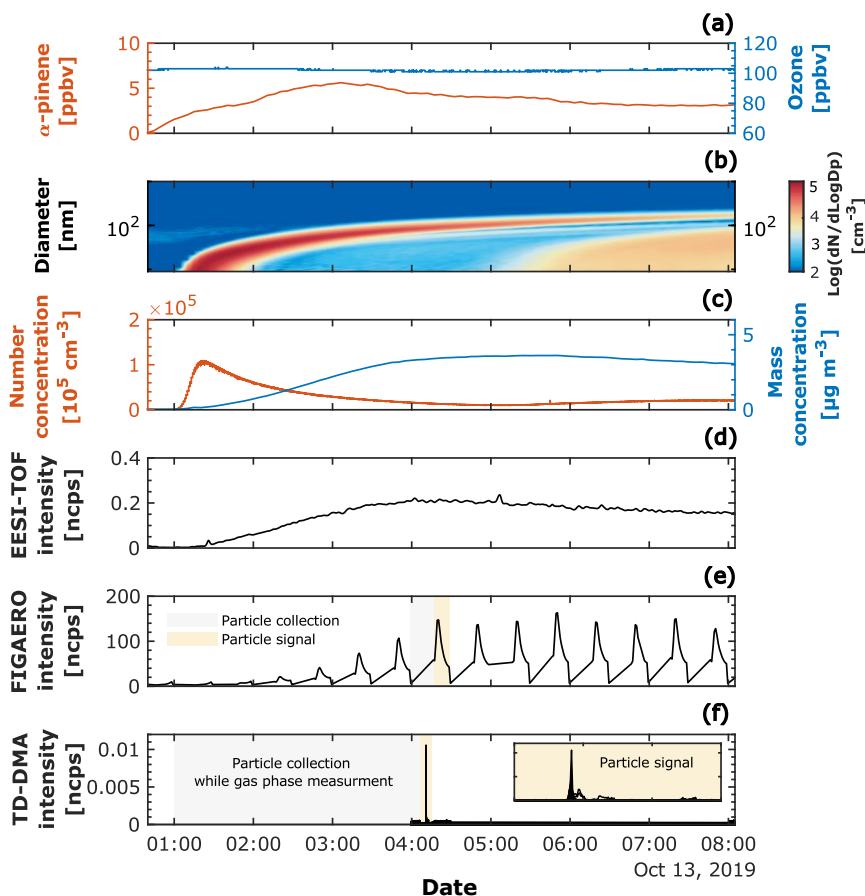 (a)
10
5
0
α-pinene
[ppbv]
120
100
80
60
Ozone
[ppbv]
(b)
10²
Diameter
[nm]
10²
5
4
3
2
Log(dN/dLogDp)
[cm⁻³]
(c)
×10⁵
2
1
0
Number
concentration
[10⁵ cm⁻³]
5
0
Mass
concentration
[µg m⁻³]
(d)
0.4
0.2
0
EESI-TOF
intensity
[ncps]
(e)
200
100
0
FIGAERO
intensity
[ncps]
Particle collection
Particle signal
(f)
0.01
0.005
0
TD-DMA
intensity
[ncps]
Particle collection
while gas phase measurment
Particle signal
01:00 02:00 03:00 04:00 05:00 06:00 07:00 08:00
Oct 13, 2019
Date